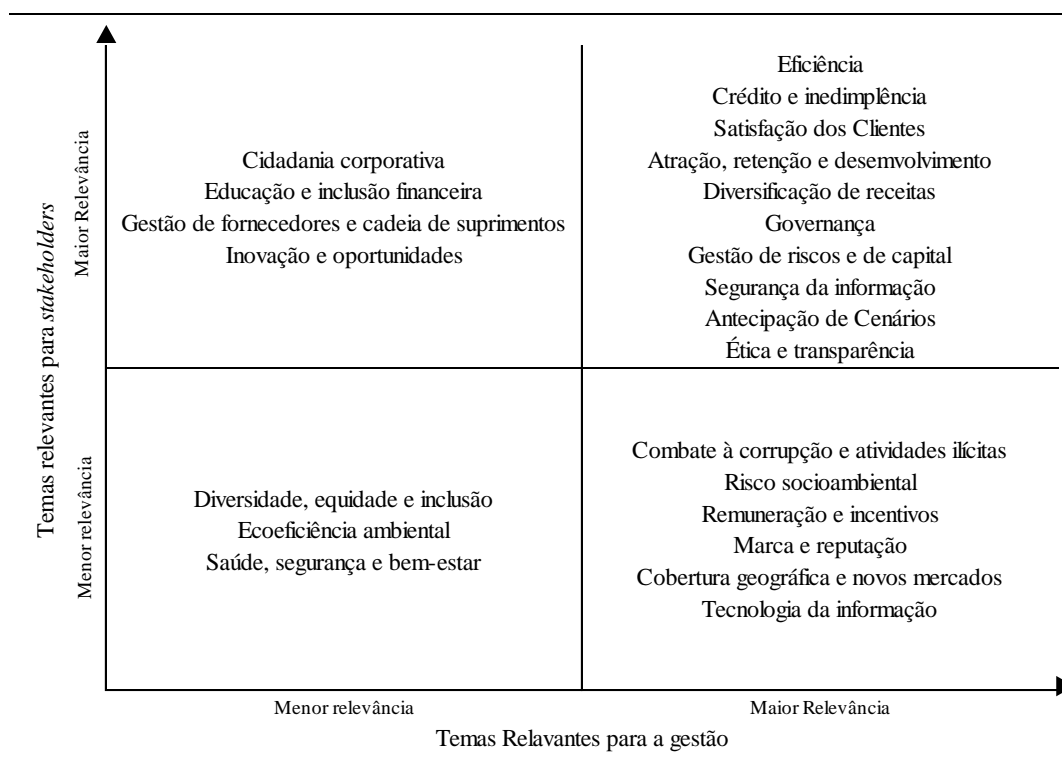 Temas relevantes para stakeholders
Maior Relevância
Cidadania corporativa
Educação e inclusão financeira
Gestão de fornecedores e cadeia de suprimentos
Inovação e oportunidades
Eficiência
Crédito e inedimplência
Satisfação dos Clientes
Atração, retenção e desemvolvimento
Diversificação de receitas
Governança
Gestão de riscos e de capital
Segurança da informação
Antecipação de Cenários
Ética e transparência
Menor relevância
Diversidade, equidade e inclusão
Ecoeficiência ambiental
Saúde, segurança e bem-estar
Combate à corrupção e atividades ilícitas
Risco socioambiental
Remuneração e incentivos
Marca e reputação
Cobertura geográfica e novos mercados
Tecnologia da informação
Menor relevância
Maior Relevância
Temas Relavantes para a gestão